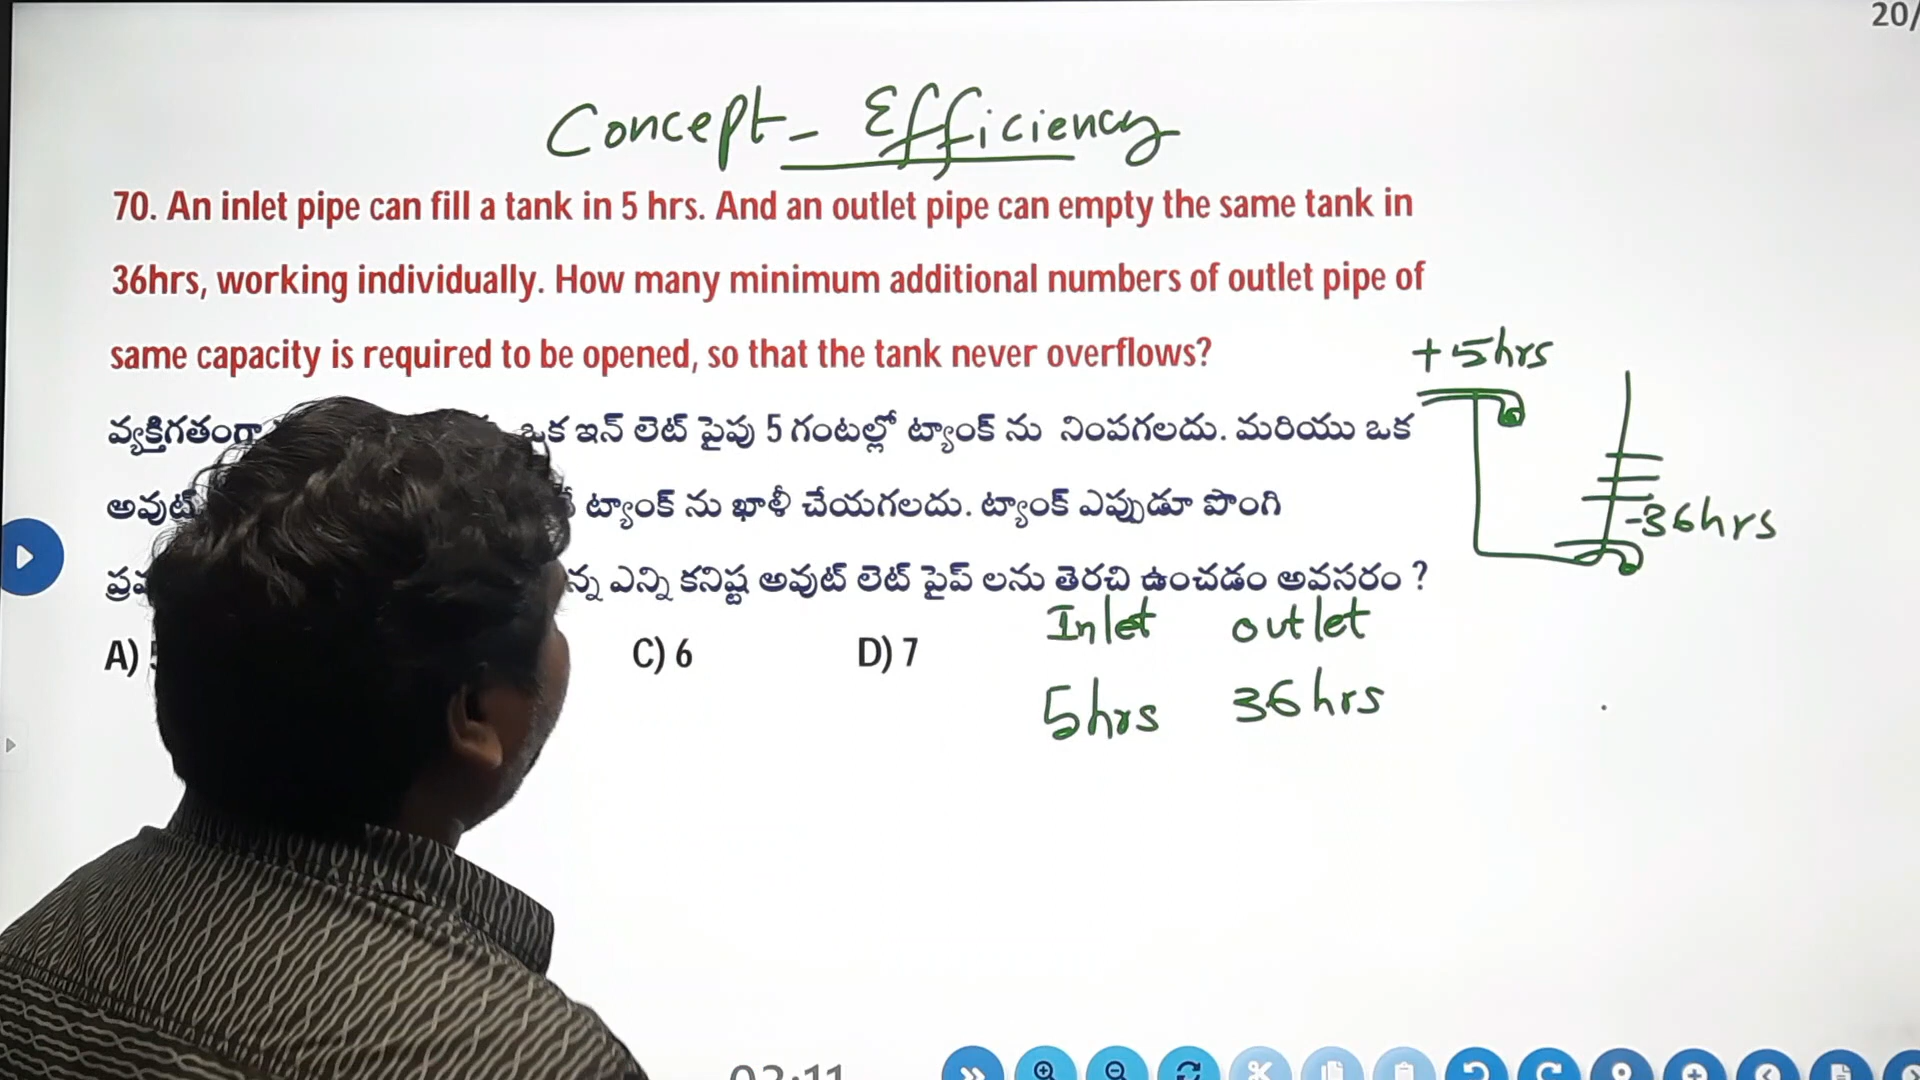 20/
Concept - Efficiency
70. An inlet pipe can fill a tank in 5 hrs. And an outlet pipe can empty the same tank in
36hrs, working individually. How many minimum additional numbers of outlet pipe of
same capacity is required to be opened, so that the tank never overflows?
+5hrs
ఒక ఇన్ లెట్ పైపు 5 గంటల్లో ట్యాంక్ ను నింపగలదు. మరియు ఒక
అవుట్ ట్యాంక్ ను ఖాళీ చేయగలదు. ట్యాంక్ ఎప్పుడూ పొంగి
-36hrs
ఎన్ని కనిష్ట అవుట్ లెట్ పైప్ లను తెరచి ఉంచడం అవసరం ?
Inlet outlet
A) C) 6 D) 7
5hrs 36hrs